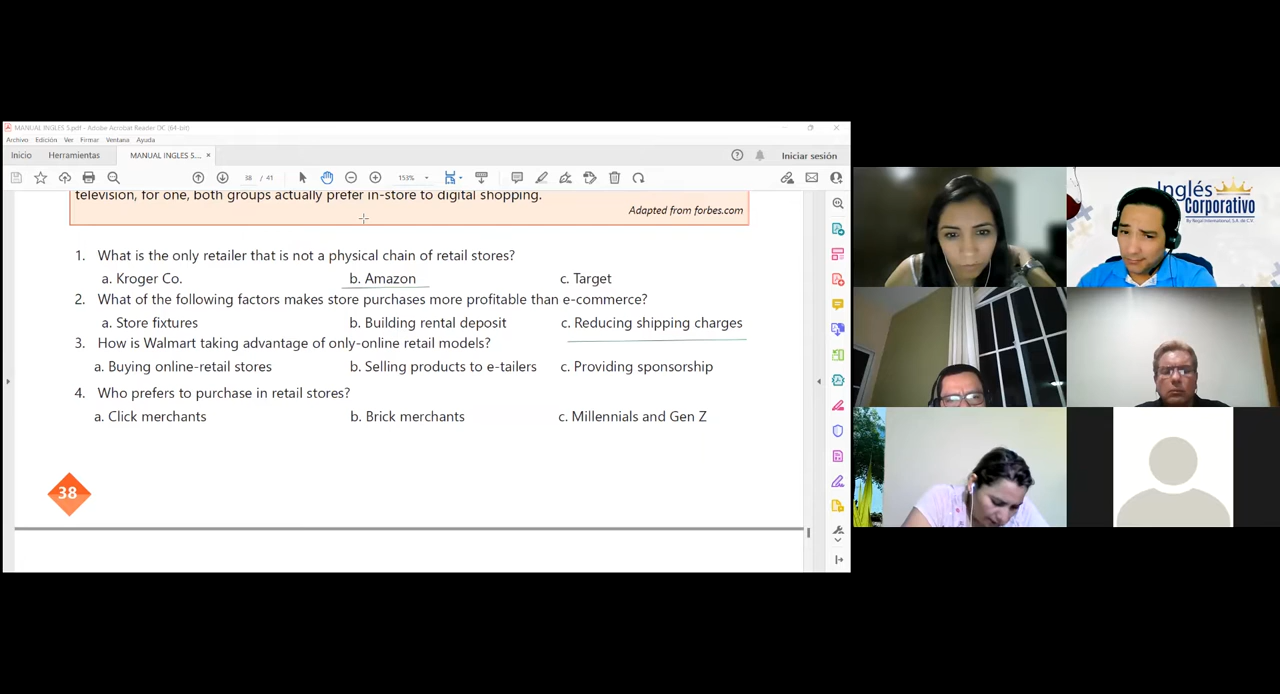 MANUAL INGLES 5.pdf - Adobe Acrobat Reader DC (64-bit)
Archivo Edición Ver Firmar Ventana Ayuda
Inicio Herramientas MANUAL INGLES 5... × Iniciar sesión
38 / 41 153%
television, for one, both groups actually prefer in-store to digital shopping.
Adapted from forbes.com
1. What is the only retailer that is not a physical chain of retail stores?
a. Kroger Co. b. Amazon c. Target
2. What of the following factors makes store purchases more profitable than e-commerce?
a. Store fixtures b. Building rental deposit c. Reducing shipping charges
3. How is Walmart taking advantage of only-online retail models?
a. Buying online-retail stores b. Selling products to e-tailers c. Providing sponsorship
4. Who prefers to purchase in retail stores?
a. Click merchants b. Brick merchants c. Millennials and Gen Z
38
Inglés
Corporativo